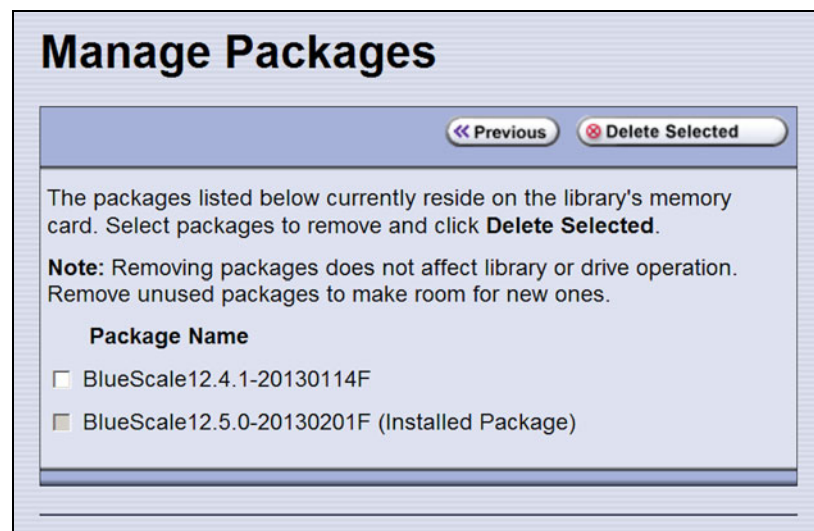 Manage Packages
Previous
Delete Selected
The packages listed below currently reside on the library's memory
card. Select packages to remove and click Delete Selected.
Note: Removing packages does not affect library or drive operation.
Remove unused packages to make room for new ones.
Package Name
BlueScale12.4.1-20130114F
BlueScale12.5.0-20130201F (Installed Package)